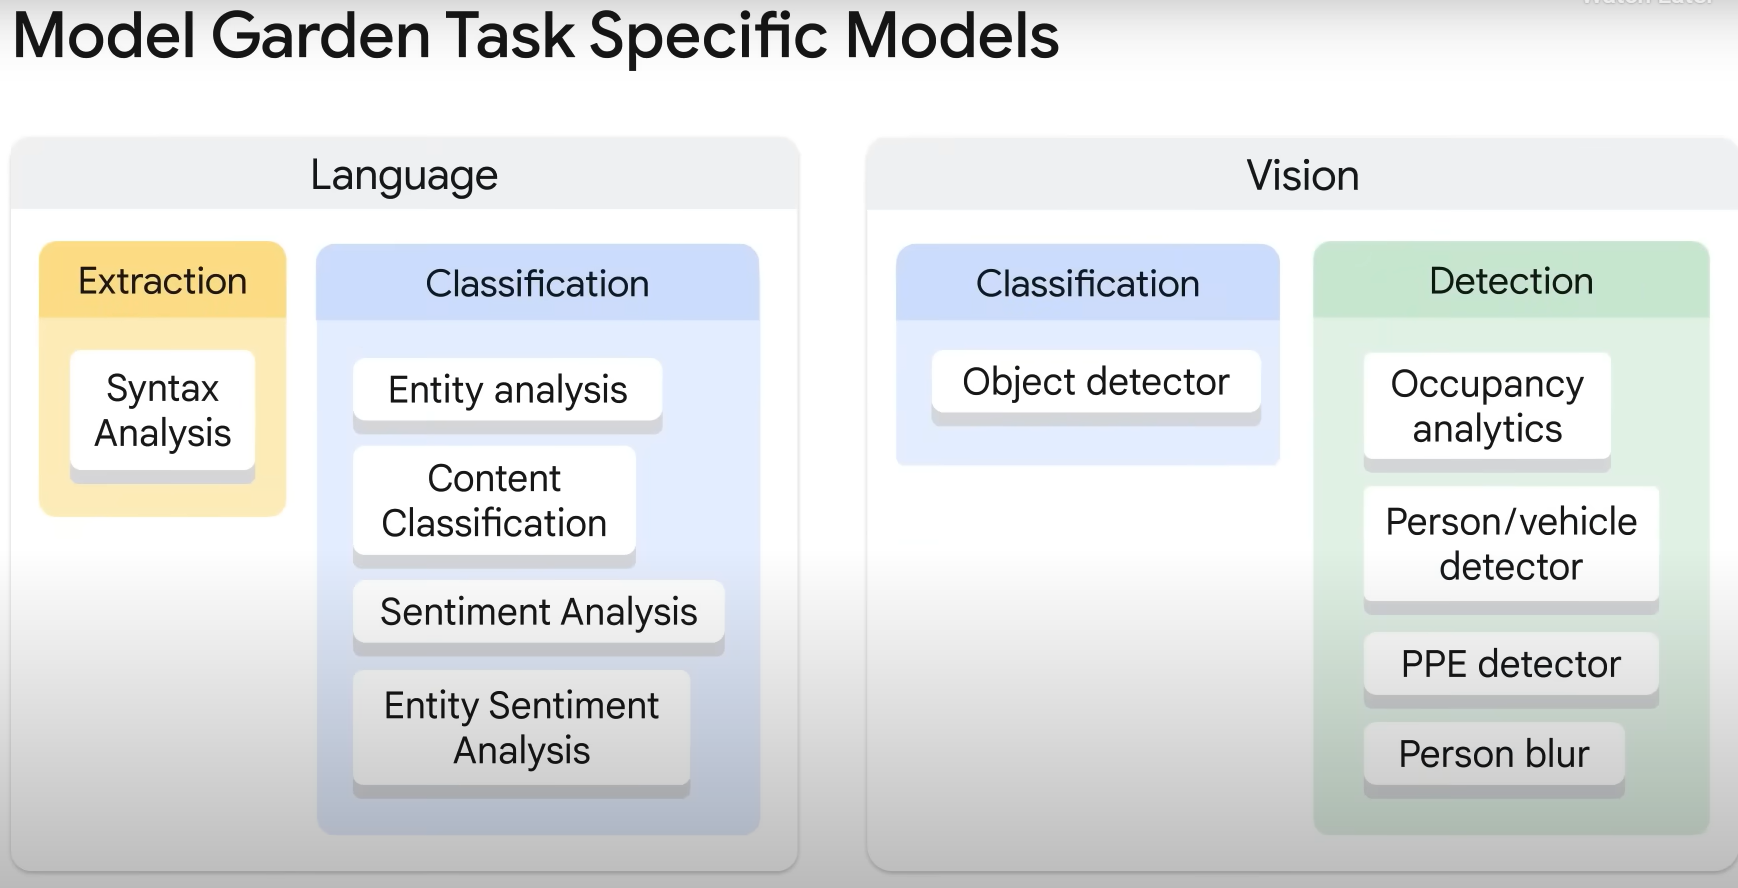 Model Garden Task Specific Models
Language
Extraction
Syntax
Analysis
Classification
Entity analysis
Content
Classification
Sentiment Analysis
Entity Sentiment
Analysis
Vision
Classification
Object detector
Detection
Occupancy
analytics
Person/vehicle
detector
PPE detector
Person blur